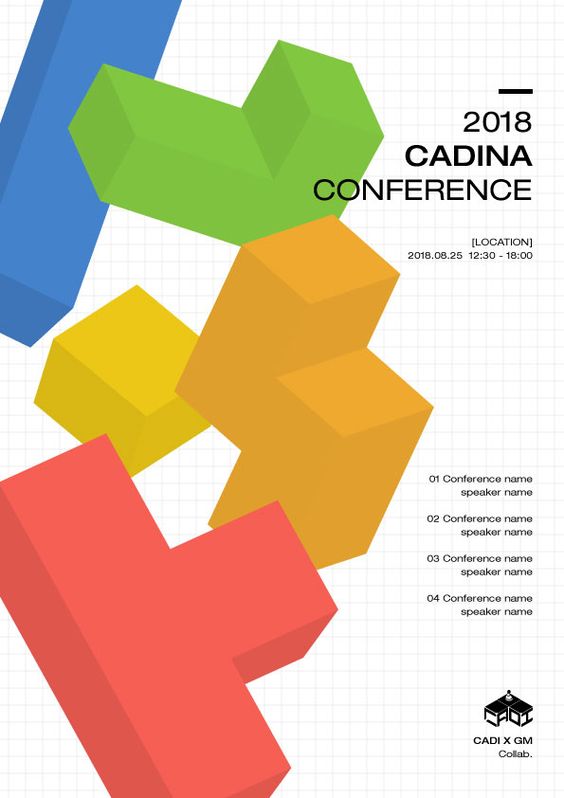 2018
CADINA
CONFERENCE
[LOCATION]
2018.08.25 12:30 - 18:00
01 Conference name
speaker name
02 Conference name
speaker name
03 Conference name
speaker name
04 Conference name
speaker name
CADI
CADI X GM
Collab.